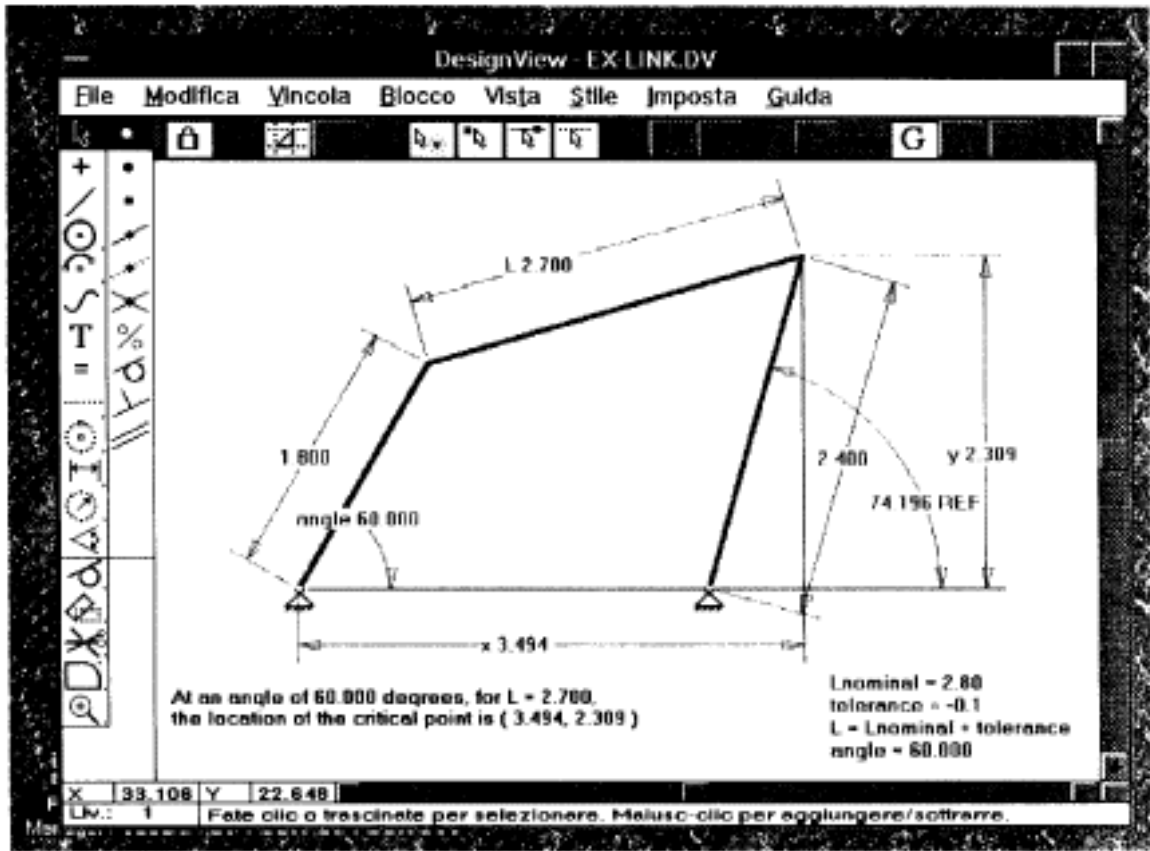 DesignView - EX-LINK.DV
File Modifica Vincola Blocco Vista Stile Imposta Guida
G
T
L 2.700
1.800
2.400
y 2.309
74.196 REF
angle 60.000
x 3.494
At an angle of 60.000 degrees, for L = 2.700,
the location of the critical point is ( 3.494, 2.309 )
Lnominal = 2.80
tolerance = -0.1
L = Lnominal + tolerance
angle = 60.000
X 33.106 Y 22.648
Liv.: 1 Fate clic o trascinate per selezionare. Maiusc-clic per aggiungere/sottrarre.